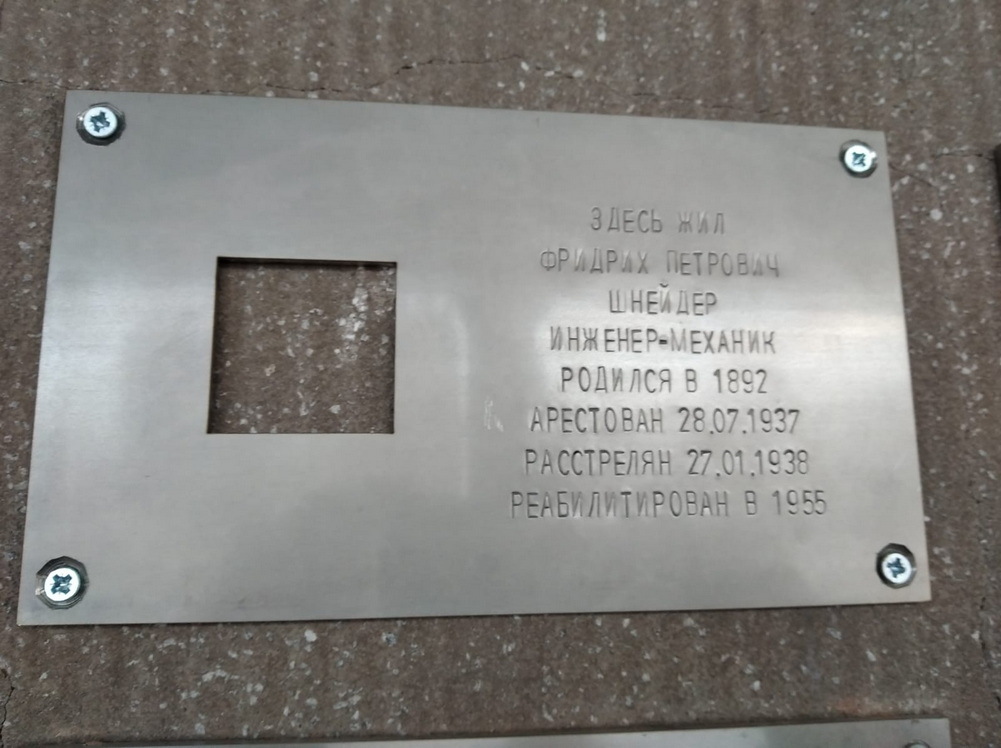 ЗДЕСЬ ЖИЛ
ФРИДРИХ ПЕТРОВИЧ
ШНЕЙДЕР
ИНЖЕНЕР-МЕХАНИК
РОДИЛСЯ В 1892
АРЕСТОВАН 28.07.1937
РАССТРЕЛЯН 27.01.1938
РЕАБИЛИТИРОВАН В 1955